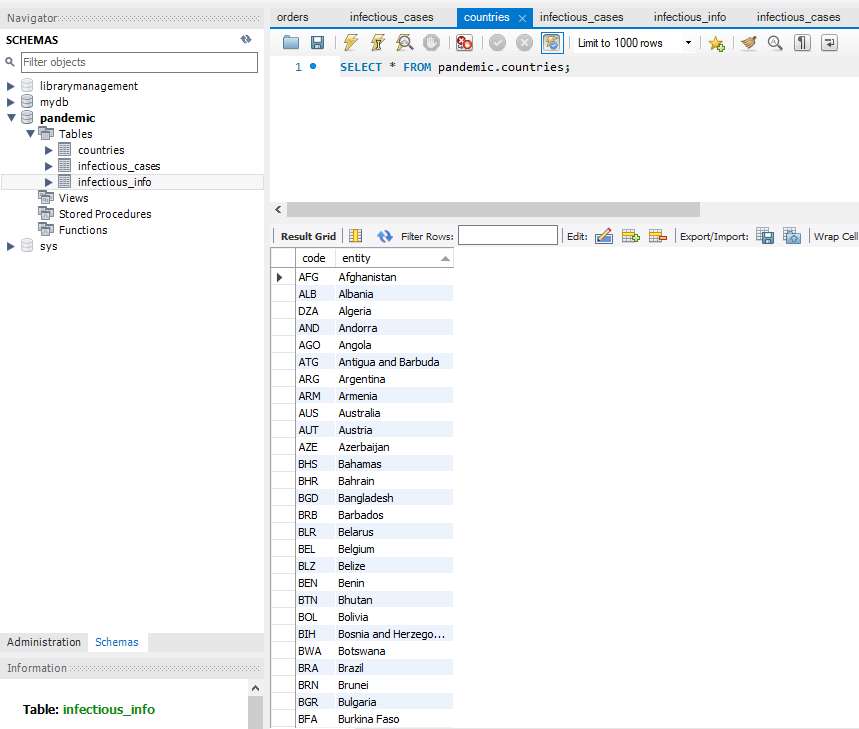 Navigator
SCHEMAS
Filter objects
librarymanagement
mydb
pandemic
Tables
countries
infectious_cases
infectious_info
Views
Stored Procedures
Functions
sys
Administration Schemas
Information
Table: infectious_info
orders infectious_cases countries infectious_cases infectious_info infectious_cases
Limit to 1000 rows
1 SELECT * FROM pandemic.countries;
Result Grid Filter Rows: Edit: Export/Import: Wrap Cell
code entity
AFG Afghanistan
ALB Albania
DZA Algeria
AND Andorra
AGO Angola
ATG Antigua and Barbuda
ARG Argentina
ARM Armenia
AUS Australia
AUT Austria
AZE Azerbaijan
BHS Bahamas
BHR Bahrain
BGD Bangladesh
BRB Barbados
BLR Belarus
BEL Belgium
BLZ Belize
BEN Benin
BTN Bhutan
BOL Bolivia
BIH Bosnia and Herzego...
BWA Botswana
BRA Brazil
BRN Brunei
BGR Bulgaria
BFA Burkina Faso